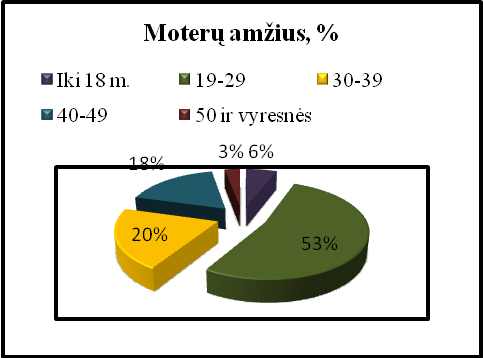 Moterų amžius, %
Iki 18 m. 19-29 30-39
40-49 50 ir vyresnės
3% 6%
18%
20% 53%